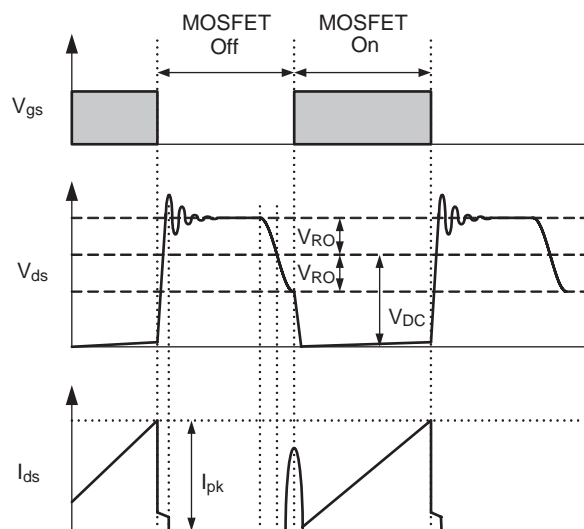 MOSFET
Off
MOSFET
On
Vgs
VRO
VRO
Vds
VDC
Ids
Ipk